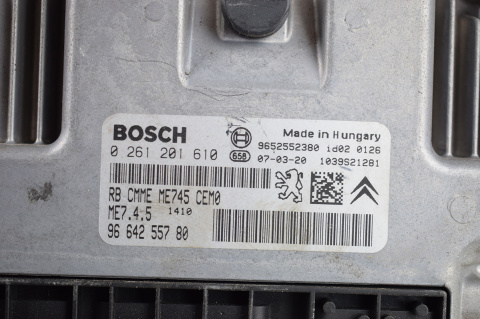 BOSCH
Made in Hungary
9652552380 id02 0126
0 261 201 610
658 07-03-20 1039S21281
RB CMME ME745 CEM0
ME7.4.5 1410
96 642 557 80